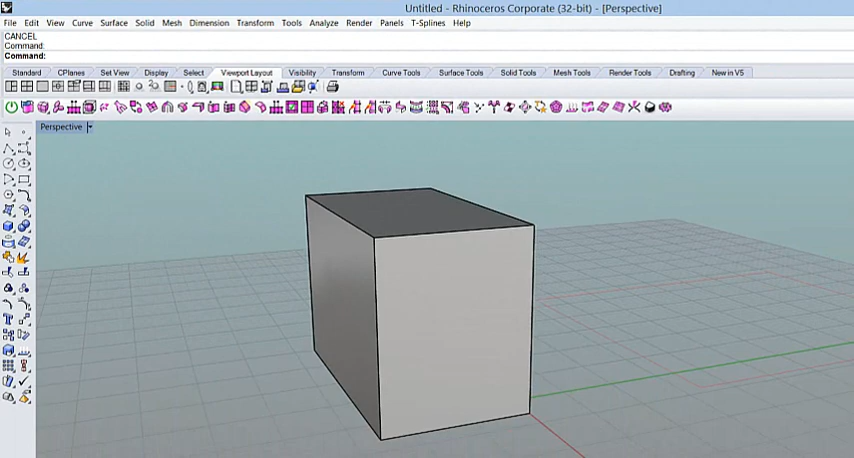 Untitled - Rhinoceros Corporate (32-bit) - [Perspective]
File Edit View Curve Surface Solid Mesh Dimension Transform Tools Analyze Render Panels T-Splines Help
CANCEL
Command:
Command:
Standard CPlanes Set View Display Select Viewport Layout Visibility Transform Curve Tools Surface Tools Solid Tools Mesh Tools Render Tools Drafting New in V5
Perspective